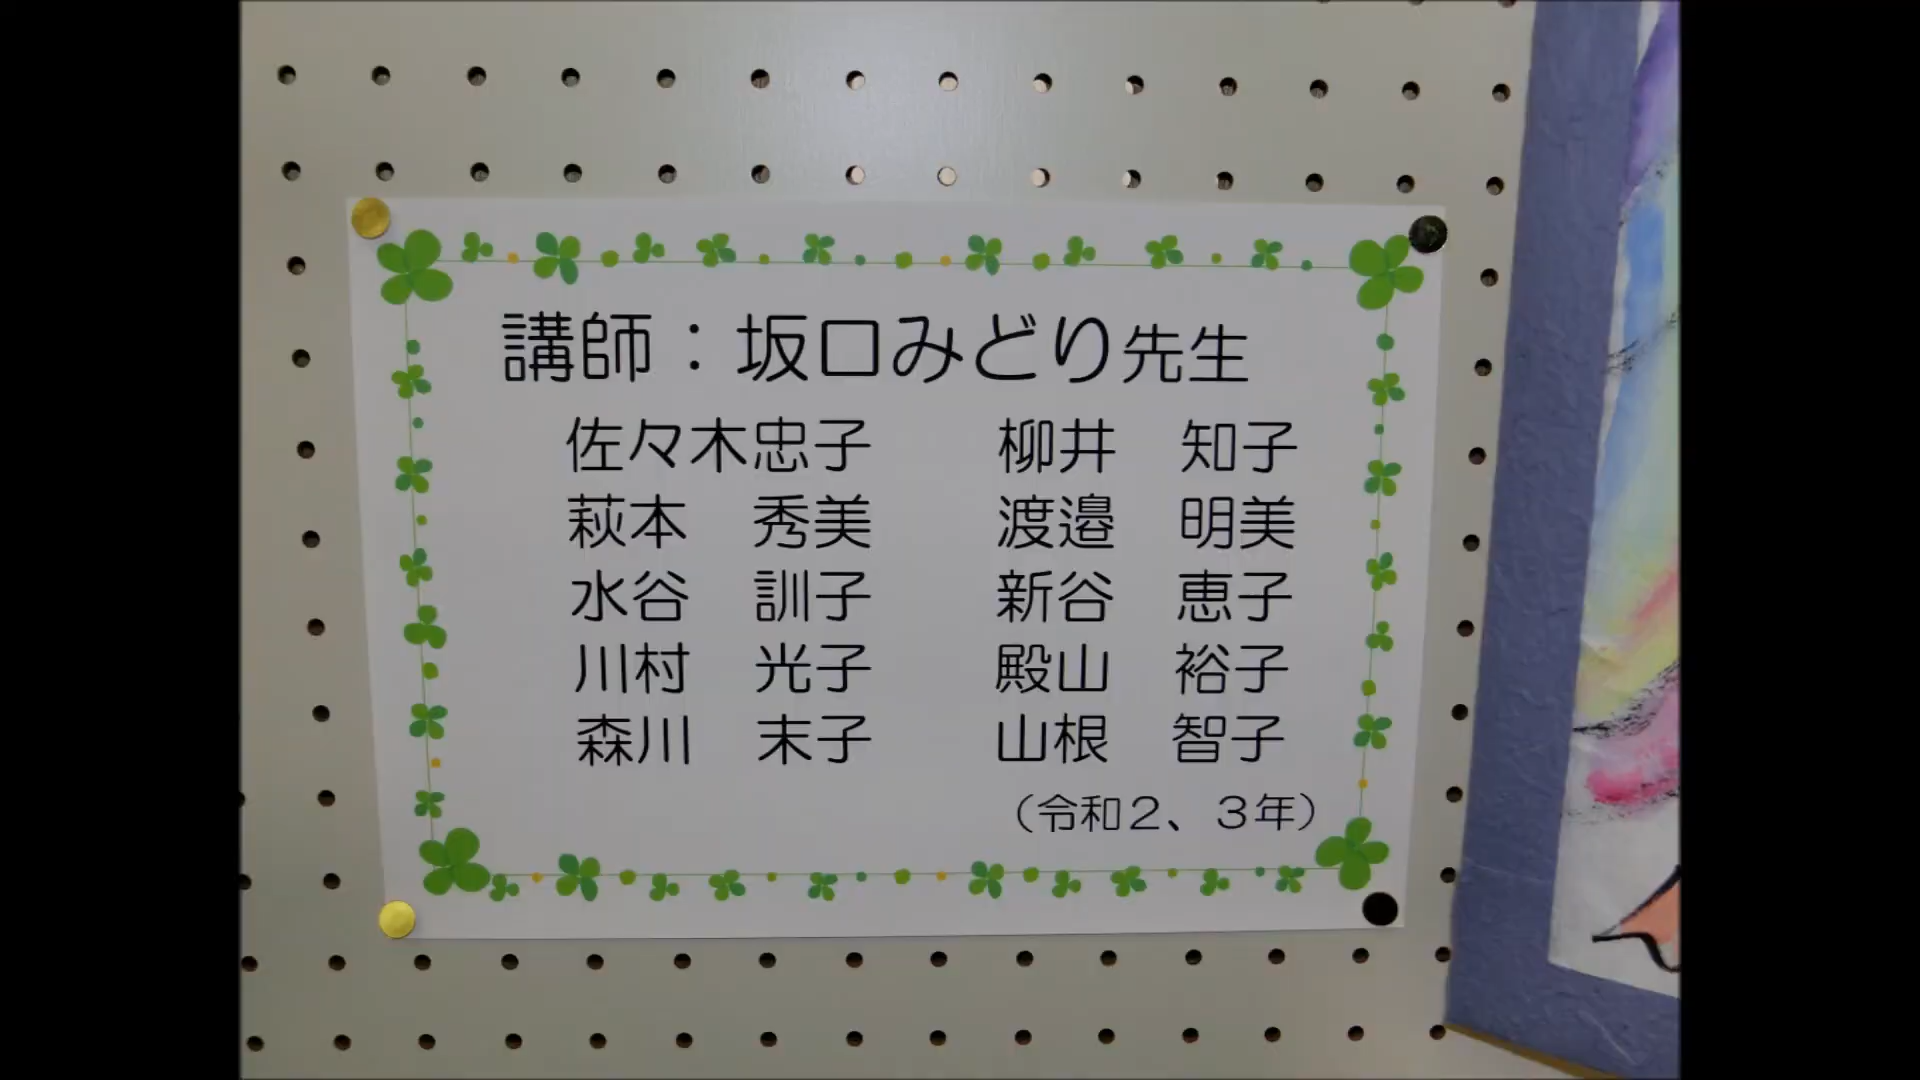 講師：坂口みどり先生
佐々木忠子　柳井　知子
萩本　秀美　渡邉　明美
水谷　訓子　新谷　恵子
川村　光子　殿山　裕子
森川　末子　山根　智子
（令和２、３年）